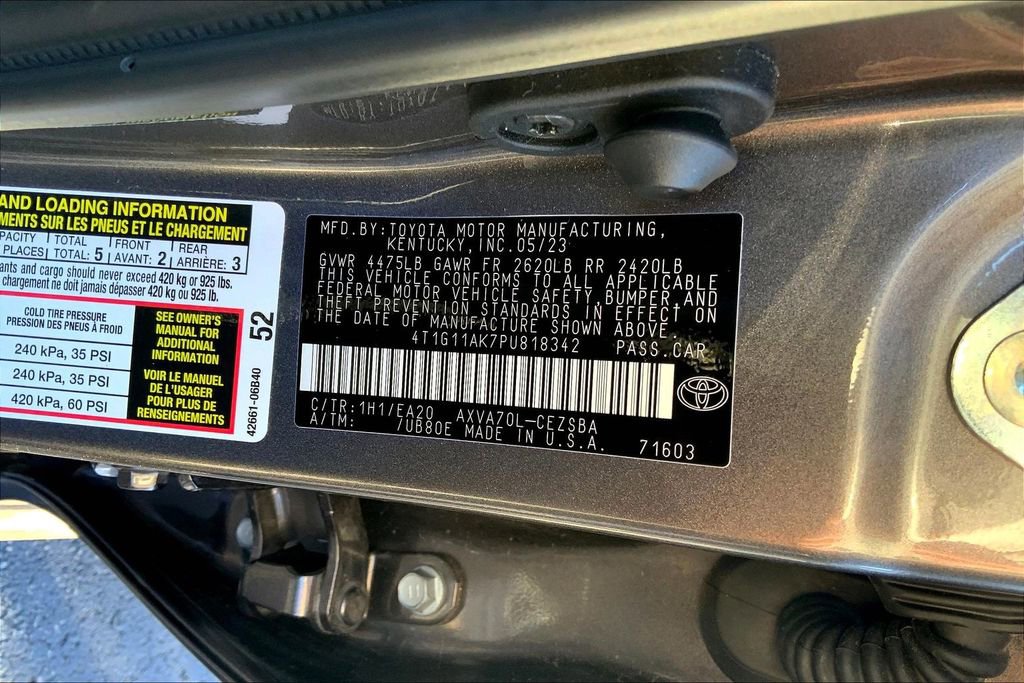 AND LOADING INFORMATION
MENTS SUR LES PNEUS ET LE CHARGEMENT
PACITY TOTAL FRONT REAR
PLACES TOTAL: 5 AVANT: 2 ARRIÈRE: 3
ants and cargo should never exceed 420 kg or 925 lbs.
chargement ne doit jamais dépasser 420 kg ou 925 lb.
COLD TIRE PRESSURE
PRESSION DES PNEUS À FROID
240 kPa, 35 PSI
240 kPa, 35 PSI
420 kPa, 60 PSI
SEE OWNER'S
MANUAL FOR
ADDITIONAL
INFORMATION
VOIR LE MANUEL
DE L'USAGER
POUR PLUS DE
RENSEIGNEMENTS
52
42661-06B40
MFD.BY:TOYOTA MOTOR MANUFACTURING,
KENTUCKY,INC.05/23
GVWR 4475LB GAWR FR 2620LB RR 2420LB
THIS VEHICLE CONFORMS TO ALL APPLICABLE
FEDERAL MOTOR VEHICLE SAFETY,BUMPER,AND
THEFT PREVENTION STANDARDS IN EFFECT ON
THE DATE OF MANUFACTURE SHOWN ABOVE.
4T1G11AK7PU818342 PASS.CAR
C/TR:1H1/EA20 AXVA70L-CEZSBA
A/TM: /UB80E MADE IN U.S.A.
71603